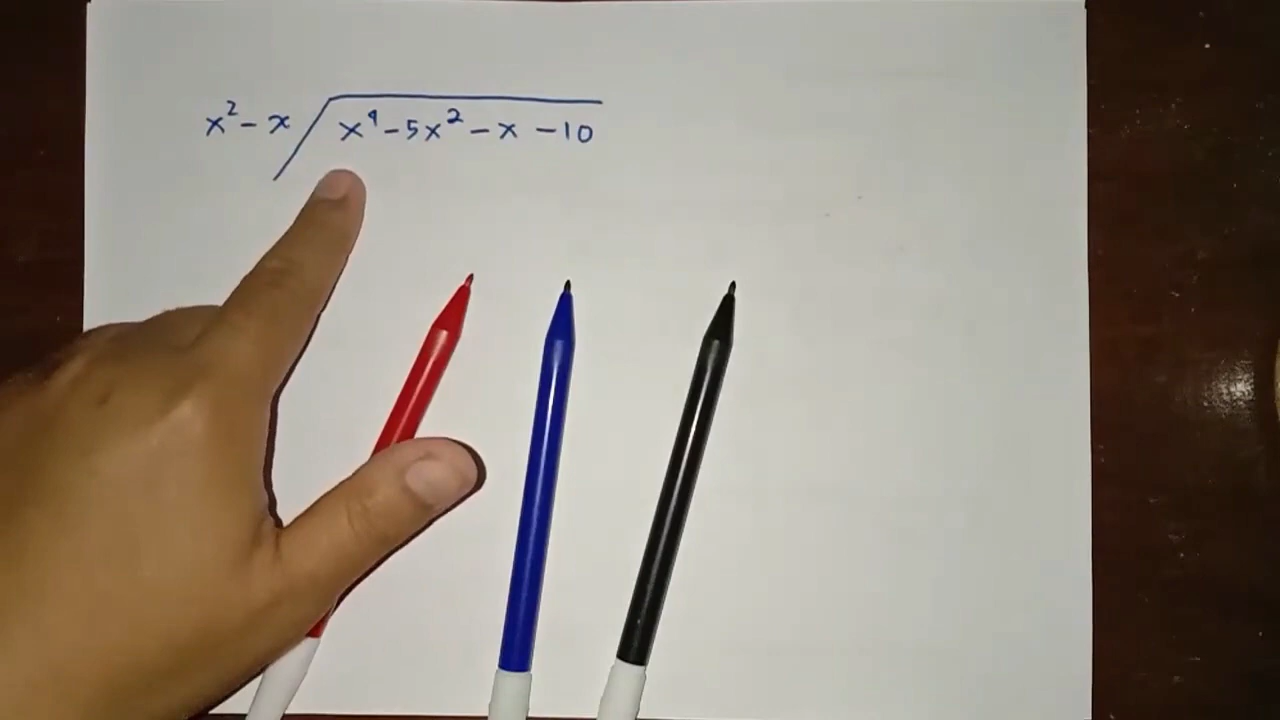 x² - x / x⁴ - 5x² - x - 10